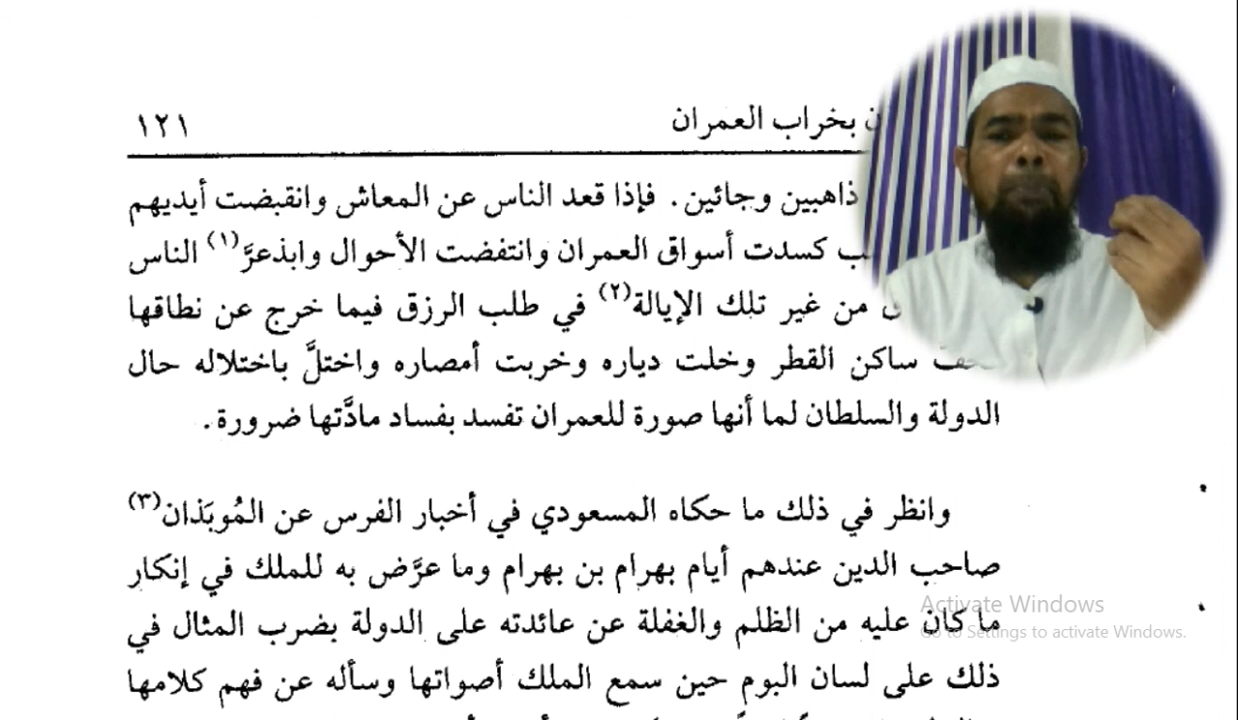 بخراب العمران
١٢١
ذاهبين وجائين. فإذا قعد الناس عن المعاش وانقبضت أيديهم
كسدت أسواق العمران وانتفضت الأحوال وابذعرَّ(١) الناس
من غير تلك الإيالة(٢) في طلب الرزق فيما خرج عن نطاقها
ساكن القطر وخلت دياره وخربت أمصاره واختلَّ باختلاله حال
الدولة والسلطان لما أنها صورة للعمران تفسد بفساد مادَّتها ضرورة.
وانظر في ذلك ما حكاه المسعودي في أخبار الفرس عن المُوبَذان(٣)
صاحب الدين عندهم أيام بهرام بن بهرام وما عرَّض به للملك في إنكار
ما كان عليه من الظلم والغفلة عن عائدته على الدولة بضرب المثال في
ذلك على لسان البوم حين سمع الملك أصواتها وسأله عن فهم كلامها
Activate Windows
Go to Settings to activate Windows.